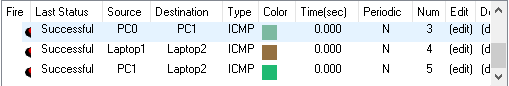 Fire Last Status Source Destination Type Color Time(sec) Periodic Num Edit De
Successful PC0 PC1 ICMP 0.000 N 3 (edit) (d
Successful Laptop1 Laptop2 ICMP 0.000 N 4 (edit) (d
Successful PC1 Laptop2 ICMP 0.000 N 5 (edit) (d